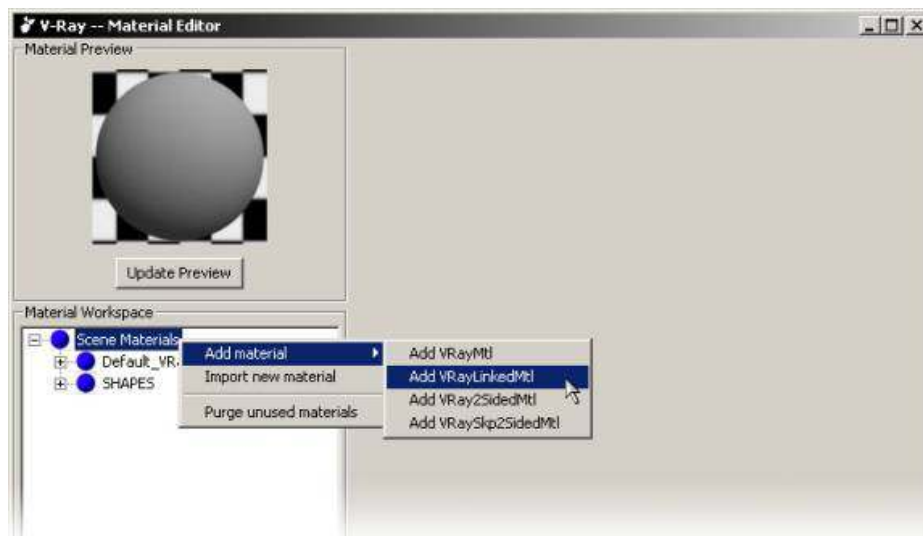 V-Ray -- Material Editor
Material Preview
Update Preview
Material Workspace
Scene Materials
Default_VR
SHAPES
Add material
Import new material
Purge unused materials
Add VRayMtl
Add VRayLinkedMtl
Add VRay2SidedMtl
Add VRaySkp2SidedMtl